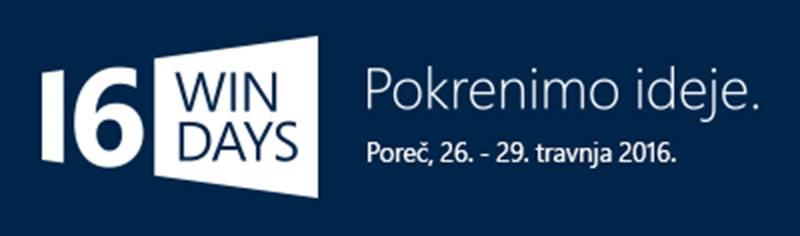 16 WIN DAYS
Pokrenimo ideje.
Poreč, 26. - 29. travnja 2016.